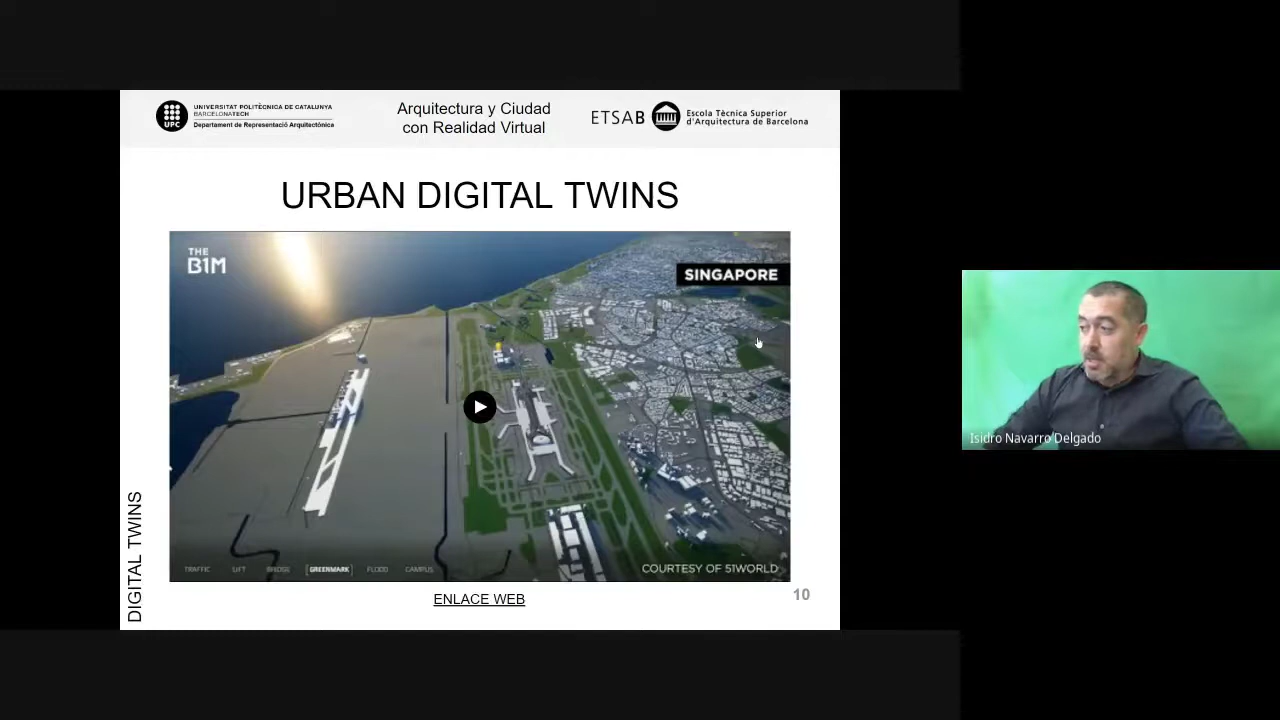 UNIVERSITAT POLITÈCNICA DE CATALUNYA
BARCELONATECH
Departament de Representació Arquitectònica
UPC
Arquitectura y Ciudad
con Realidad Virtual
ETSAB
Escola Tècnica Superior
d'Arquitectura de Barcelona
URBAN DIGITAL TWINS
THE
B1M
SINGAPORE
TRAFFIC LIFT BRIDGE [GREENMARK] FLOOD CAMPUS
COURTESY OF 51WORLD
DIGITAL TWINS
ENLACE WEB
10
Isidro Navarro Delgado